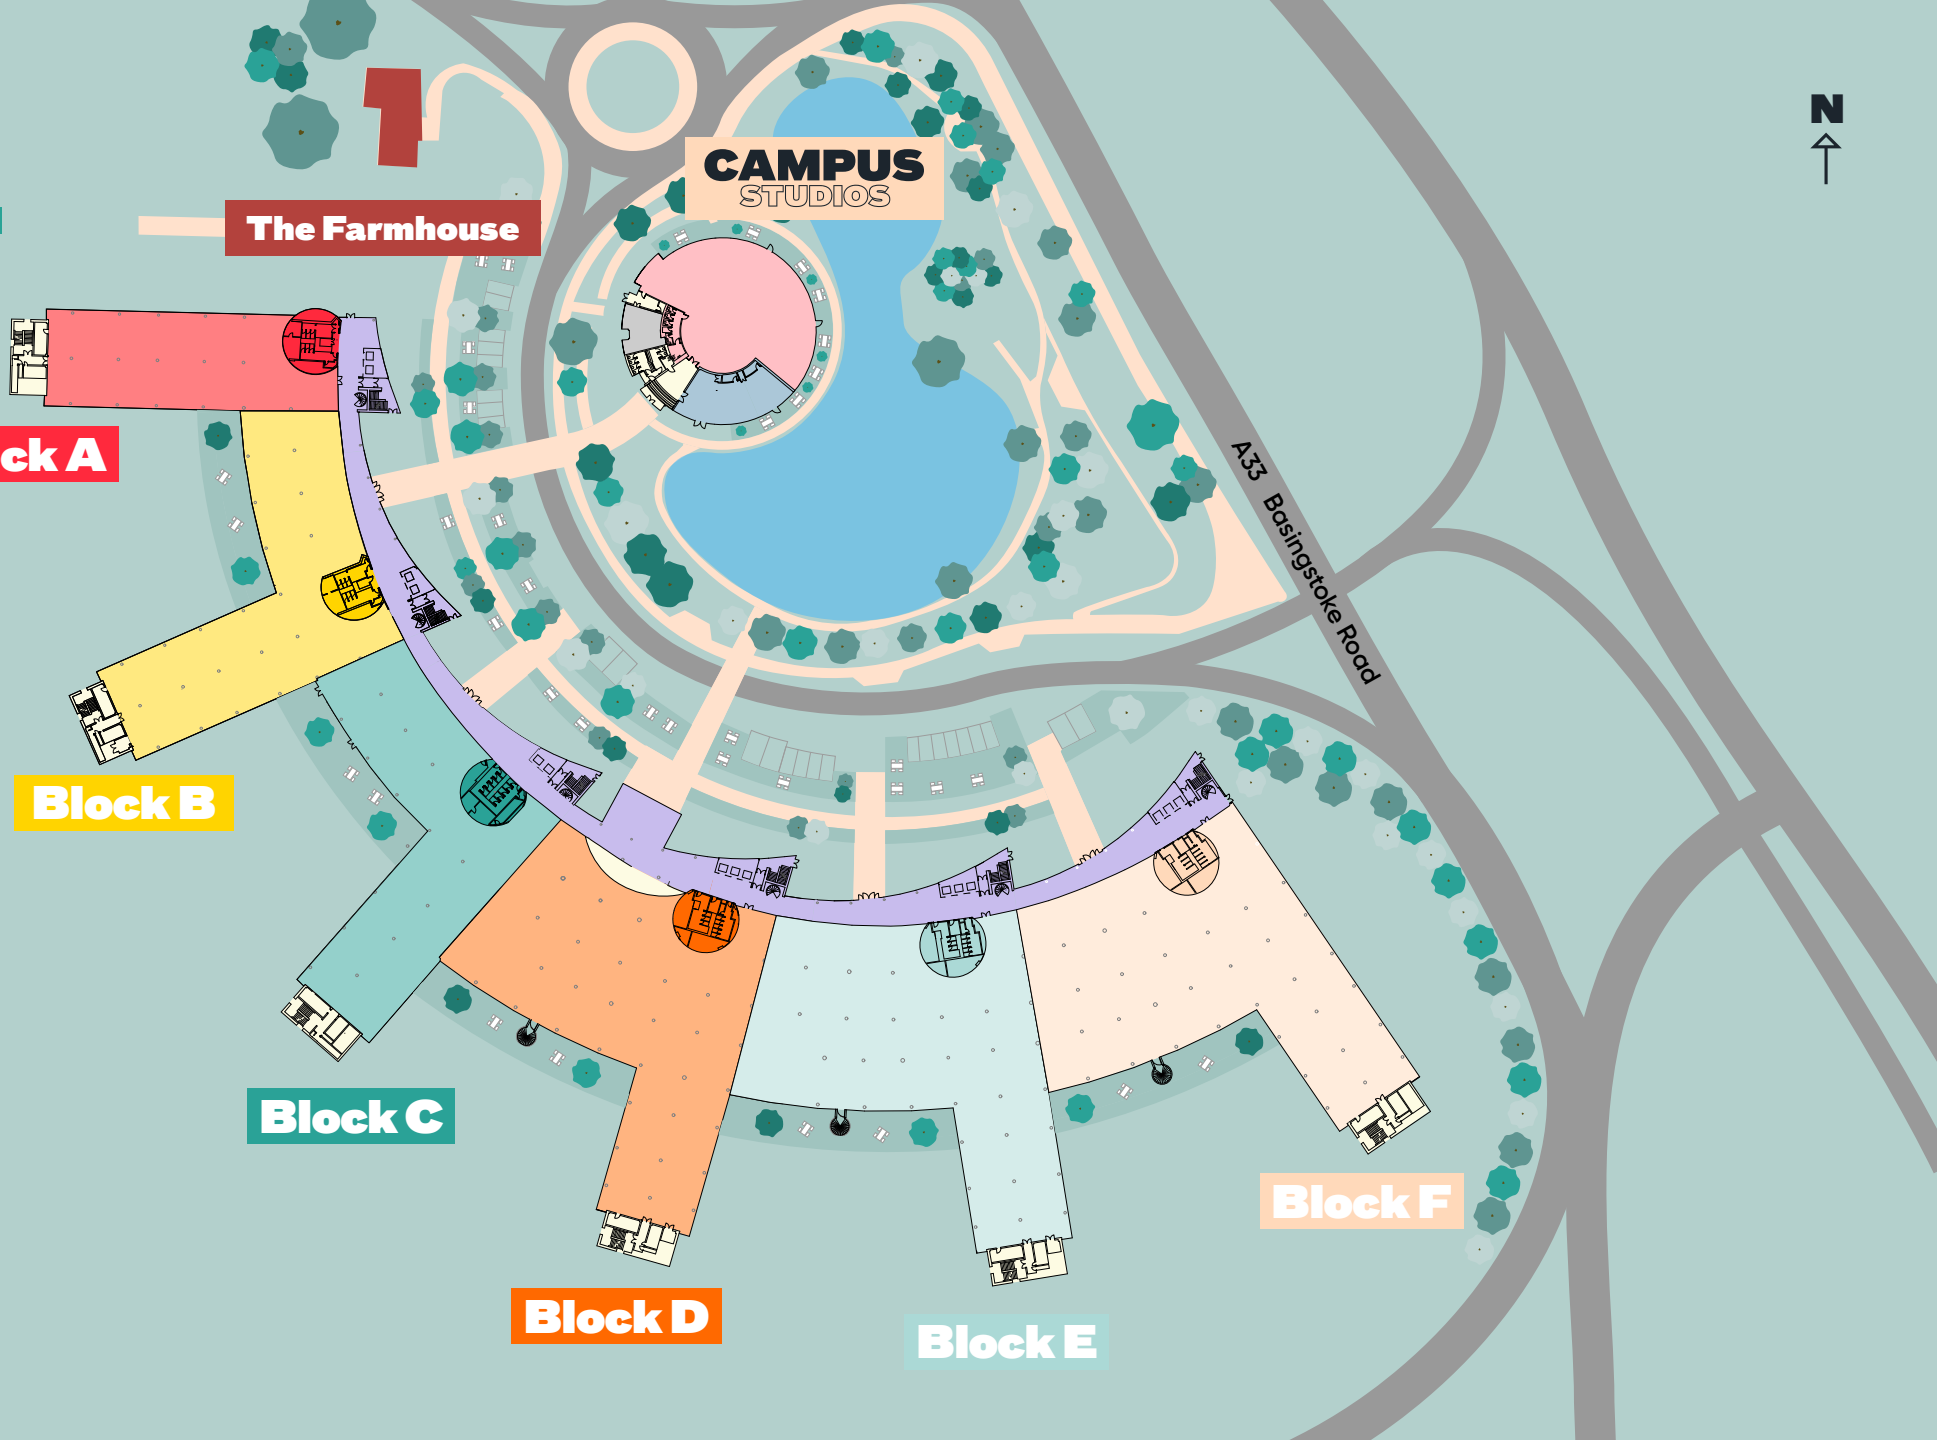 N
CAMPUS
STUDIOS
The Farmhouse
ck A
A33 Basingstoke Road
Block B
Block C
Block F
Block D
Block E